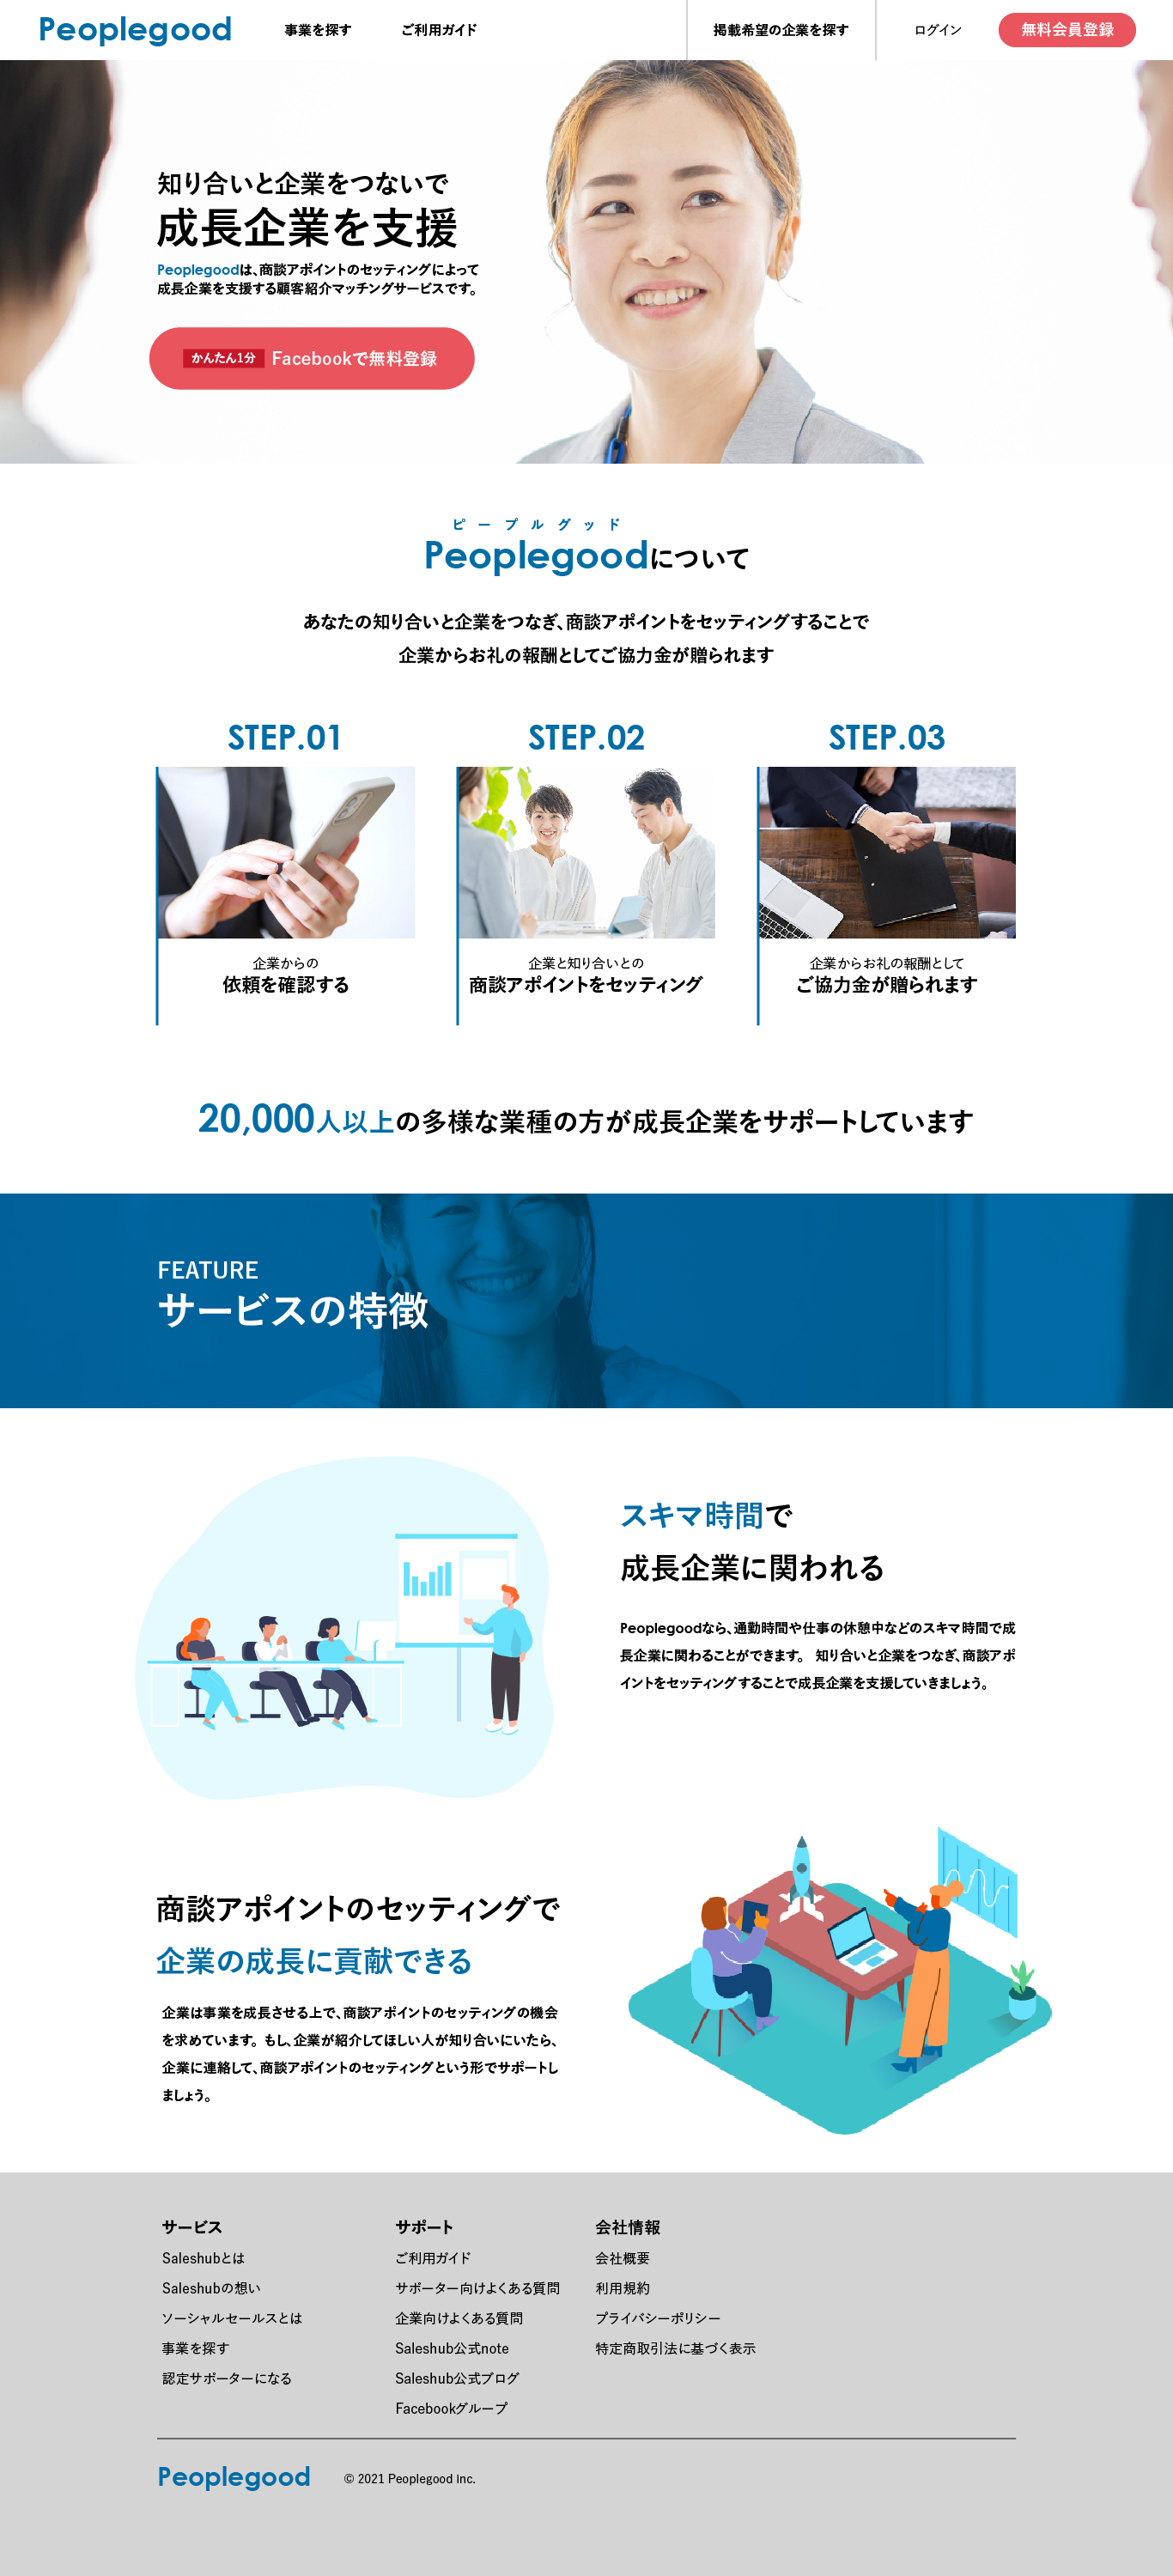 Peoplegood
事業を探す
ご利用ガイド
掲載希望の企業を探す
ログイン
無料会員登録
知り合いと企業をつないで
成長企業を支援
Peoplegoodは、商談アポイントのセッティングによって
成長企業を支援する顧客紹介マッチングサービスです。
かんたん1分 Facebookで無料登録
ピープルグッド
Peoplegoodについて
あなたの知り合いと企業をつなぎ、商談アポイントをセッティングすることで
企業からお礼の報酬としてご協力金が贈られます
STEP.01
企業からの
依頼を確認する
STEP.02
企業と知り合いとの
商談アポイントをセッティング
STEP.03
企業からお礼の報酬として
ご協力金が贈られます
20,000人以上の多様な業種の方が成長企業をサポートしています
FEATURE
サービスの特徴
スキマ時間で
成長企業に関われる
Peoplegoodなら、通勤時間や仕事の休憩中などのスキマ時間で成
長企業に関わることができます。 知り合いと企業をつなぎ、商談アポ
イントをセッティングすることで成長企業を支援していきましょう。
商談アポイントのセッティングで
企業の成長に貢献できる
企業は事業を成長させる上で、商談アポイントのセッティングの機会
を求めています。もし、企業が紹介してほしい人が知り合いにいたら、
企業に連絡して、商談アポイントのセッティングという形でサポートし
ましょう。
サービス
Saleshubとは
Saleshubの想い
ソーシャルセールスとは
事業を探す
認定サポーターになる
サポート
ご利用ガイド
サポーター向けよくある質問
企業向けよくある質問
Saleshub公式note
Saleshub公式ブログ
Facebookグループ
会社情報
会社概要
利用規約
プライバシーポリシー
特定商取引法に基づく表示
Peoplegood
© 2021 Peoplegood inc.